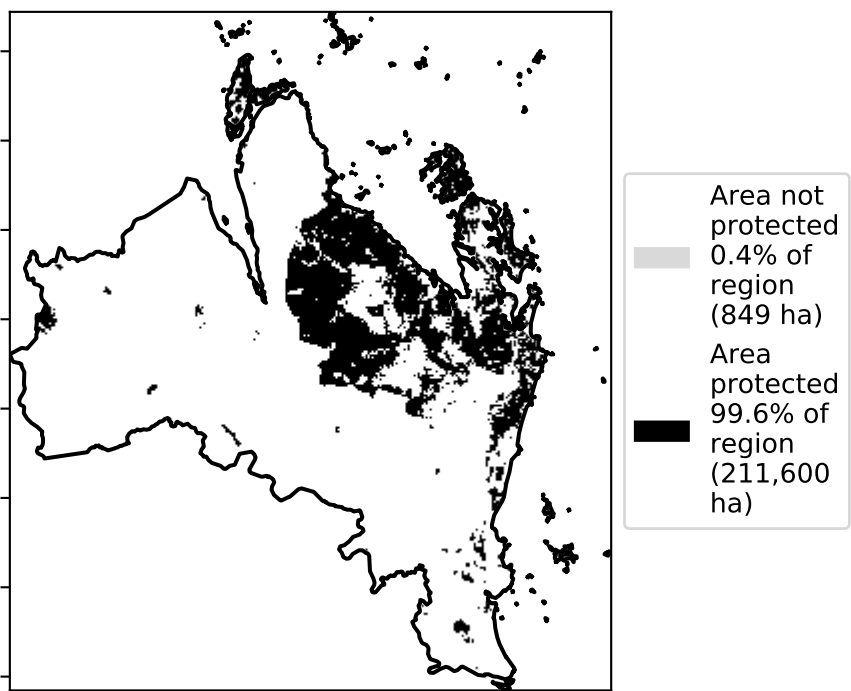 Area not
protected
0.4% of
region
(849 ha)
Area
protected
99.6% of
region
(211,600
ha)